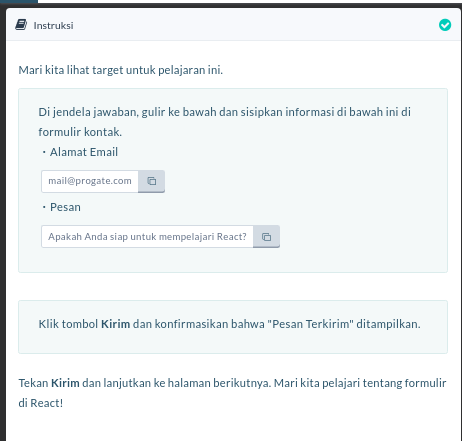 Instruksi
Mari kita lihat target untuk pelajaran ini.
Di jendela jawaban, gulir ke bawah dan sisipkan informasi di bawah ini di
formulir kontak.
・Alamat Email
mail@progate.com
・Pesan
Apakah Anda siap untuk mempelajari React?
Klik tombol Kirim dan konfirmasikan bahwa "Pesan Terkirim" ditampilkan.
Tekan Kirim dan lanjutkan ke halaman berikutnya. Mari kita pelajari tentang formulir
di React!